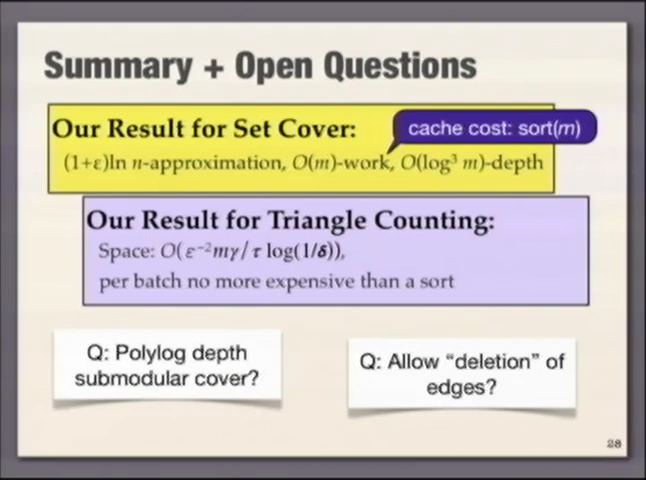 Summary + Open Questions
Our Result for Set Cover:
cache cost: sort(m)
(1+ε)ln n-approximation, O(m)-work, O(log³ m)-depth
Our Result for Triangle Counting:
Space: O(ε⁻²mγ/τ log(1/δ)),
per batch no more expensive than a sort
Q: Polylog depth
submodular cover?
Q: Allow "deletion" of
edges?
28